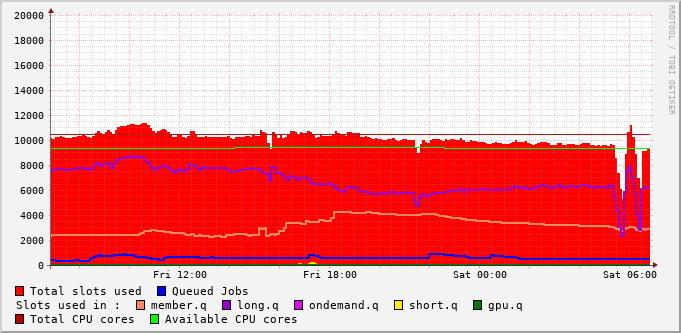 RRDTOOL / TOBI OETIKER
20000
18000
16000
14000
12000
10000
8000
6000
4000
2000
0
Fri 12:00 Fri 18:00 Sat 00:00 Sat 06:00
Total slots used Queued Jobs
Slots used in : member.q long.q ondemand.q short.q gpu.q
Total CPU cores Available CPU cores